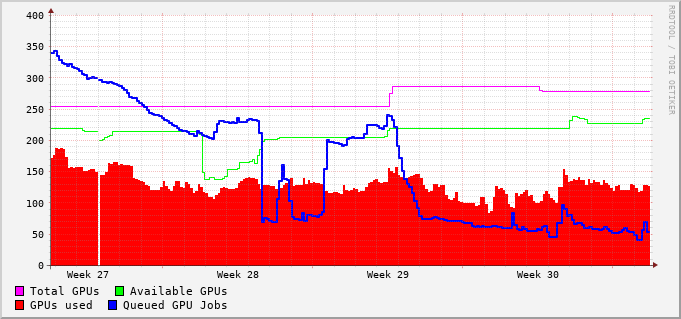 400
350
300
250
200
150
100
50
0
Week 27 Week 28 Week 29 Week 30
Total GPUs Available GPUs
GPUs used Queued GPU Jobs
RRDTOOL / TOBI OETIKER